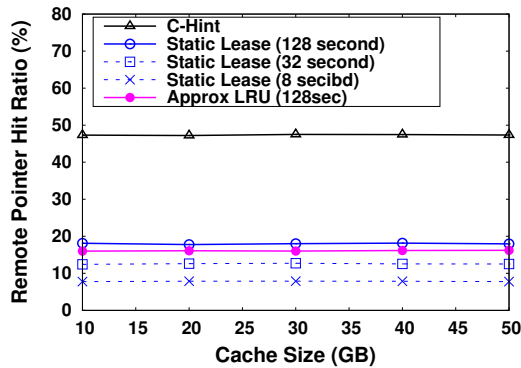 Remote Pointer Hit Ratio (%)
80
70
60
50
40
30
20
10
0
C-Hint
Static Lease (128 second)
Static Lease (32 second)
Static Lease (8 secibd)
Approx LRU (128sec)
10 15 20 25 30 35 40 45 50
Cache Size (GB)